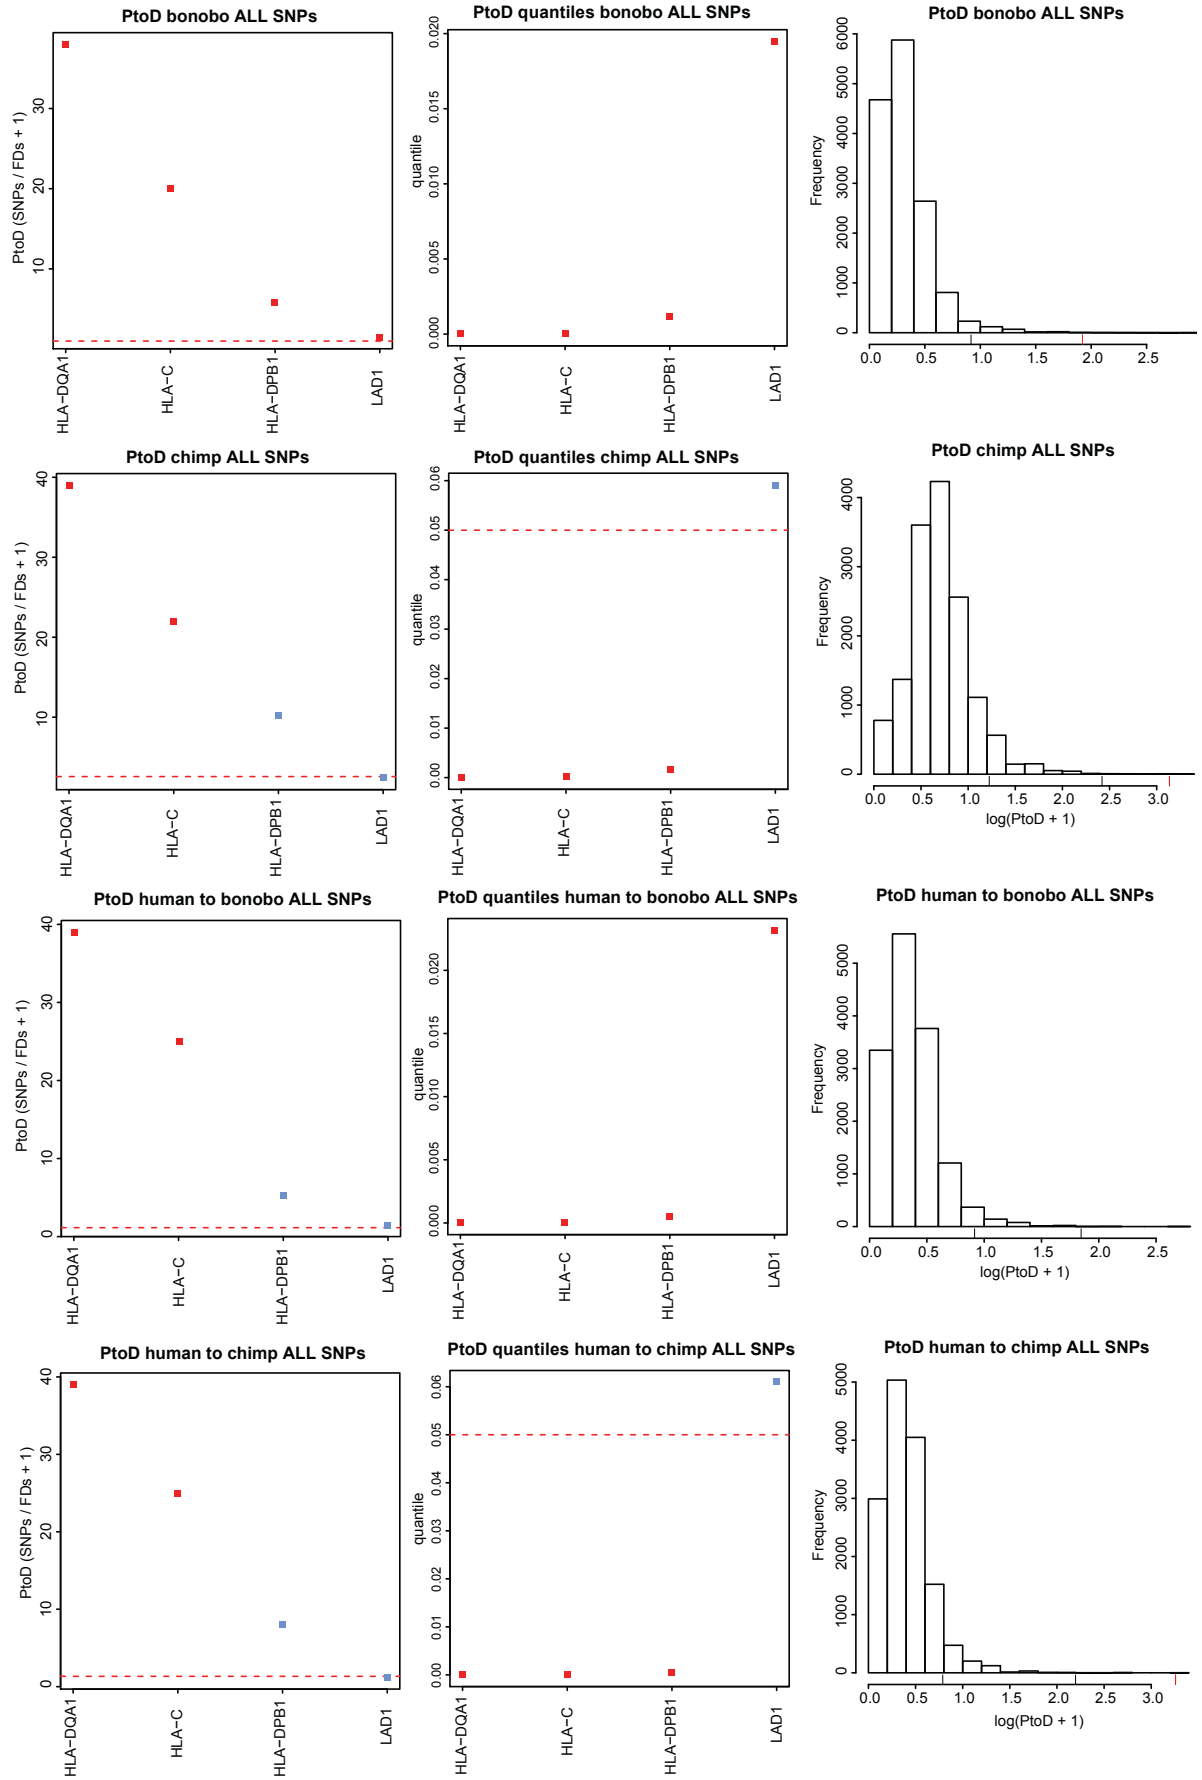 PtoD bonobo ALL SNPs
PtoD (SNPs / FDs + 1)
10
20
30
HLA−DQA1
HLA−C
HLA−DPB1
LAD1
PtoD quantiles bonobo ALL SNPs
quantile
0.000
0.005
0.010
0.015
0.020
HLA−DQA1
HLA−C
HLA−DPB1
LAD1
PtoD bonobo ALL SNPs
Frequency
0
1000
2000
3000
4000
5000
6000
0.0 0.5 1.0 1.5 2.0 2.5
PtoD chimp ALL SNPs
PtoD (SNPs / FDs + 1)
10
20
30
40
HLA−DQA1
HLA−C
HLA−DPB1
LAD1
PtoD quantiles chimp ALL SNPs
quantile
0.00
0.01
0.02
0.03
0.04
0.05
0.06
HLA−DQA1
HLA−C
HLA−DPB1
LAD1
PtoD chimp ALL SNPs
Frequency
0
1000
2000
3000
4000
0.0 0.5 1.0 1.5 2.0 2.5 3.0
log(PtoD + 1)
PtoD human to bonobo ALL SNPs
PtoD (SNPs / FDs + 1)
0
10
20
30
40
HLA−DQA1
HLA−C
HLA−DPB1
LAD1
PtoD quantiles human to bonobo ALL SNPs
quantile
0.000
0.005
0.010
0.015
0.020
HLA−DQA1
HLA−C
HLA−DPB1
LAD1
PtoD human to bonobo ALL SNPs
Frequency
0
1000
2000
3000
4000
5000
0.0 0.5 1.0 1.5 2.0 2.5
log(PtoD + 1)
PtoD human to chimp ALL SNPs
PtoD (SNPs / FDs + 1)
0
10
20
30
40
HLA−DQA1
HLA−C
HLA−DPB1
LAD1
PtoD quantiles human to chimp ALL SNPs
quantile
0.00
0.01
0.02
0.03
0.04
0.05
0.06
HLA−DQA1
HLA−C
HLA−DPB1
LAD1
PtoD human to chimp ALL SNPs
Frequency
0
1000
2000
3000
4000
5000
0.0 0.5 1.0 1.5 2.0 2.5 3.0
log(PtoD + 1)